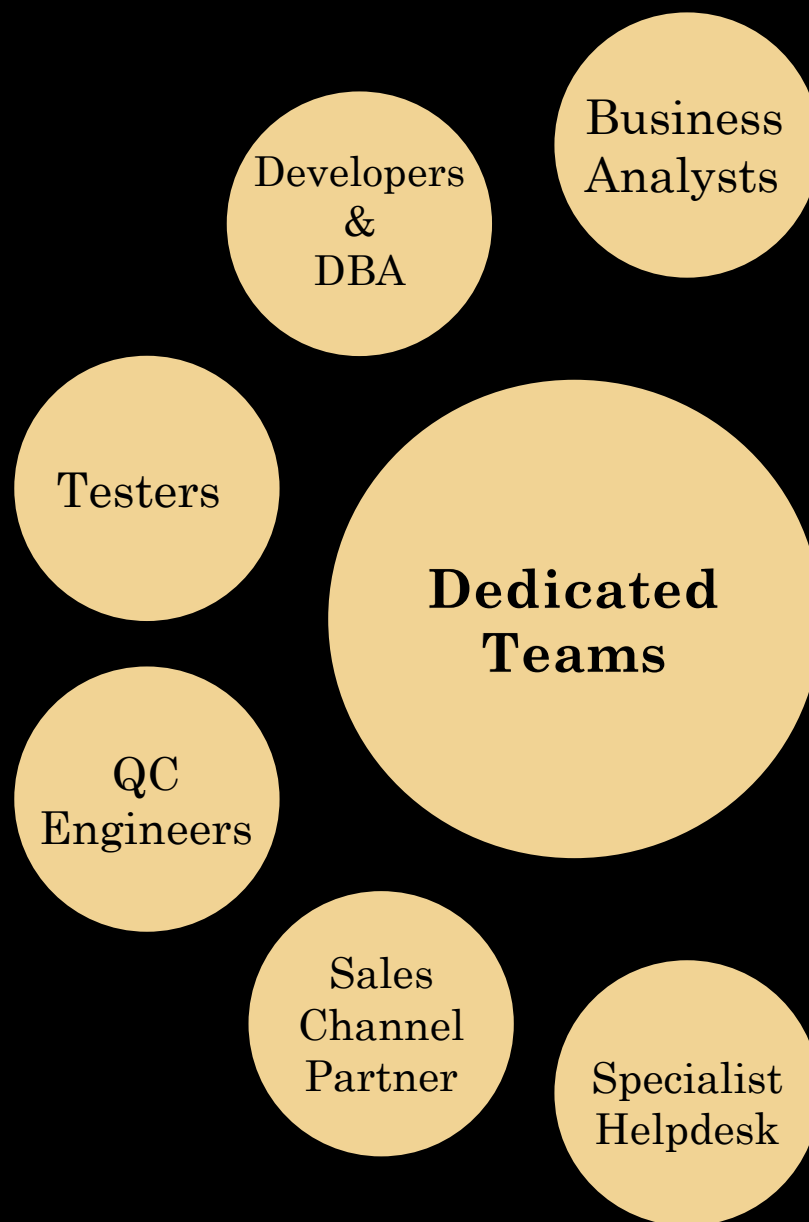 Business
Analysts
Developers
&
DBA
Testers
Dedicated
Teams
QC
Engineers
Sales
Channel
Partner
Specialist
Helpdesk